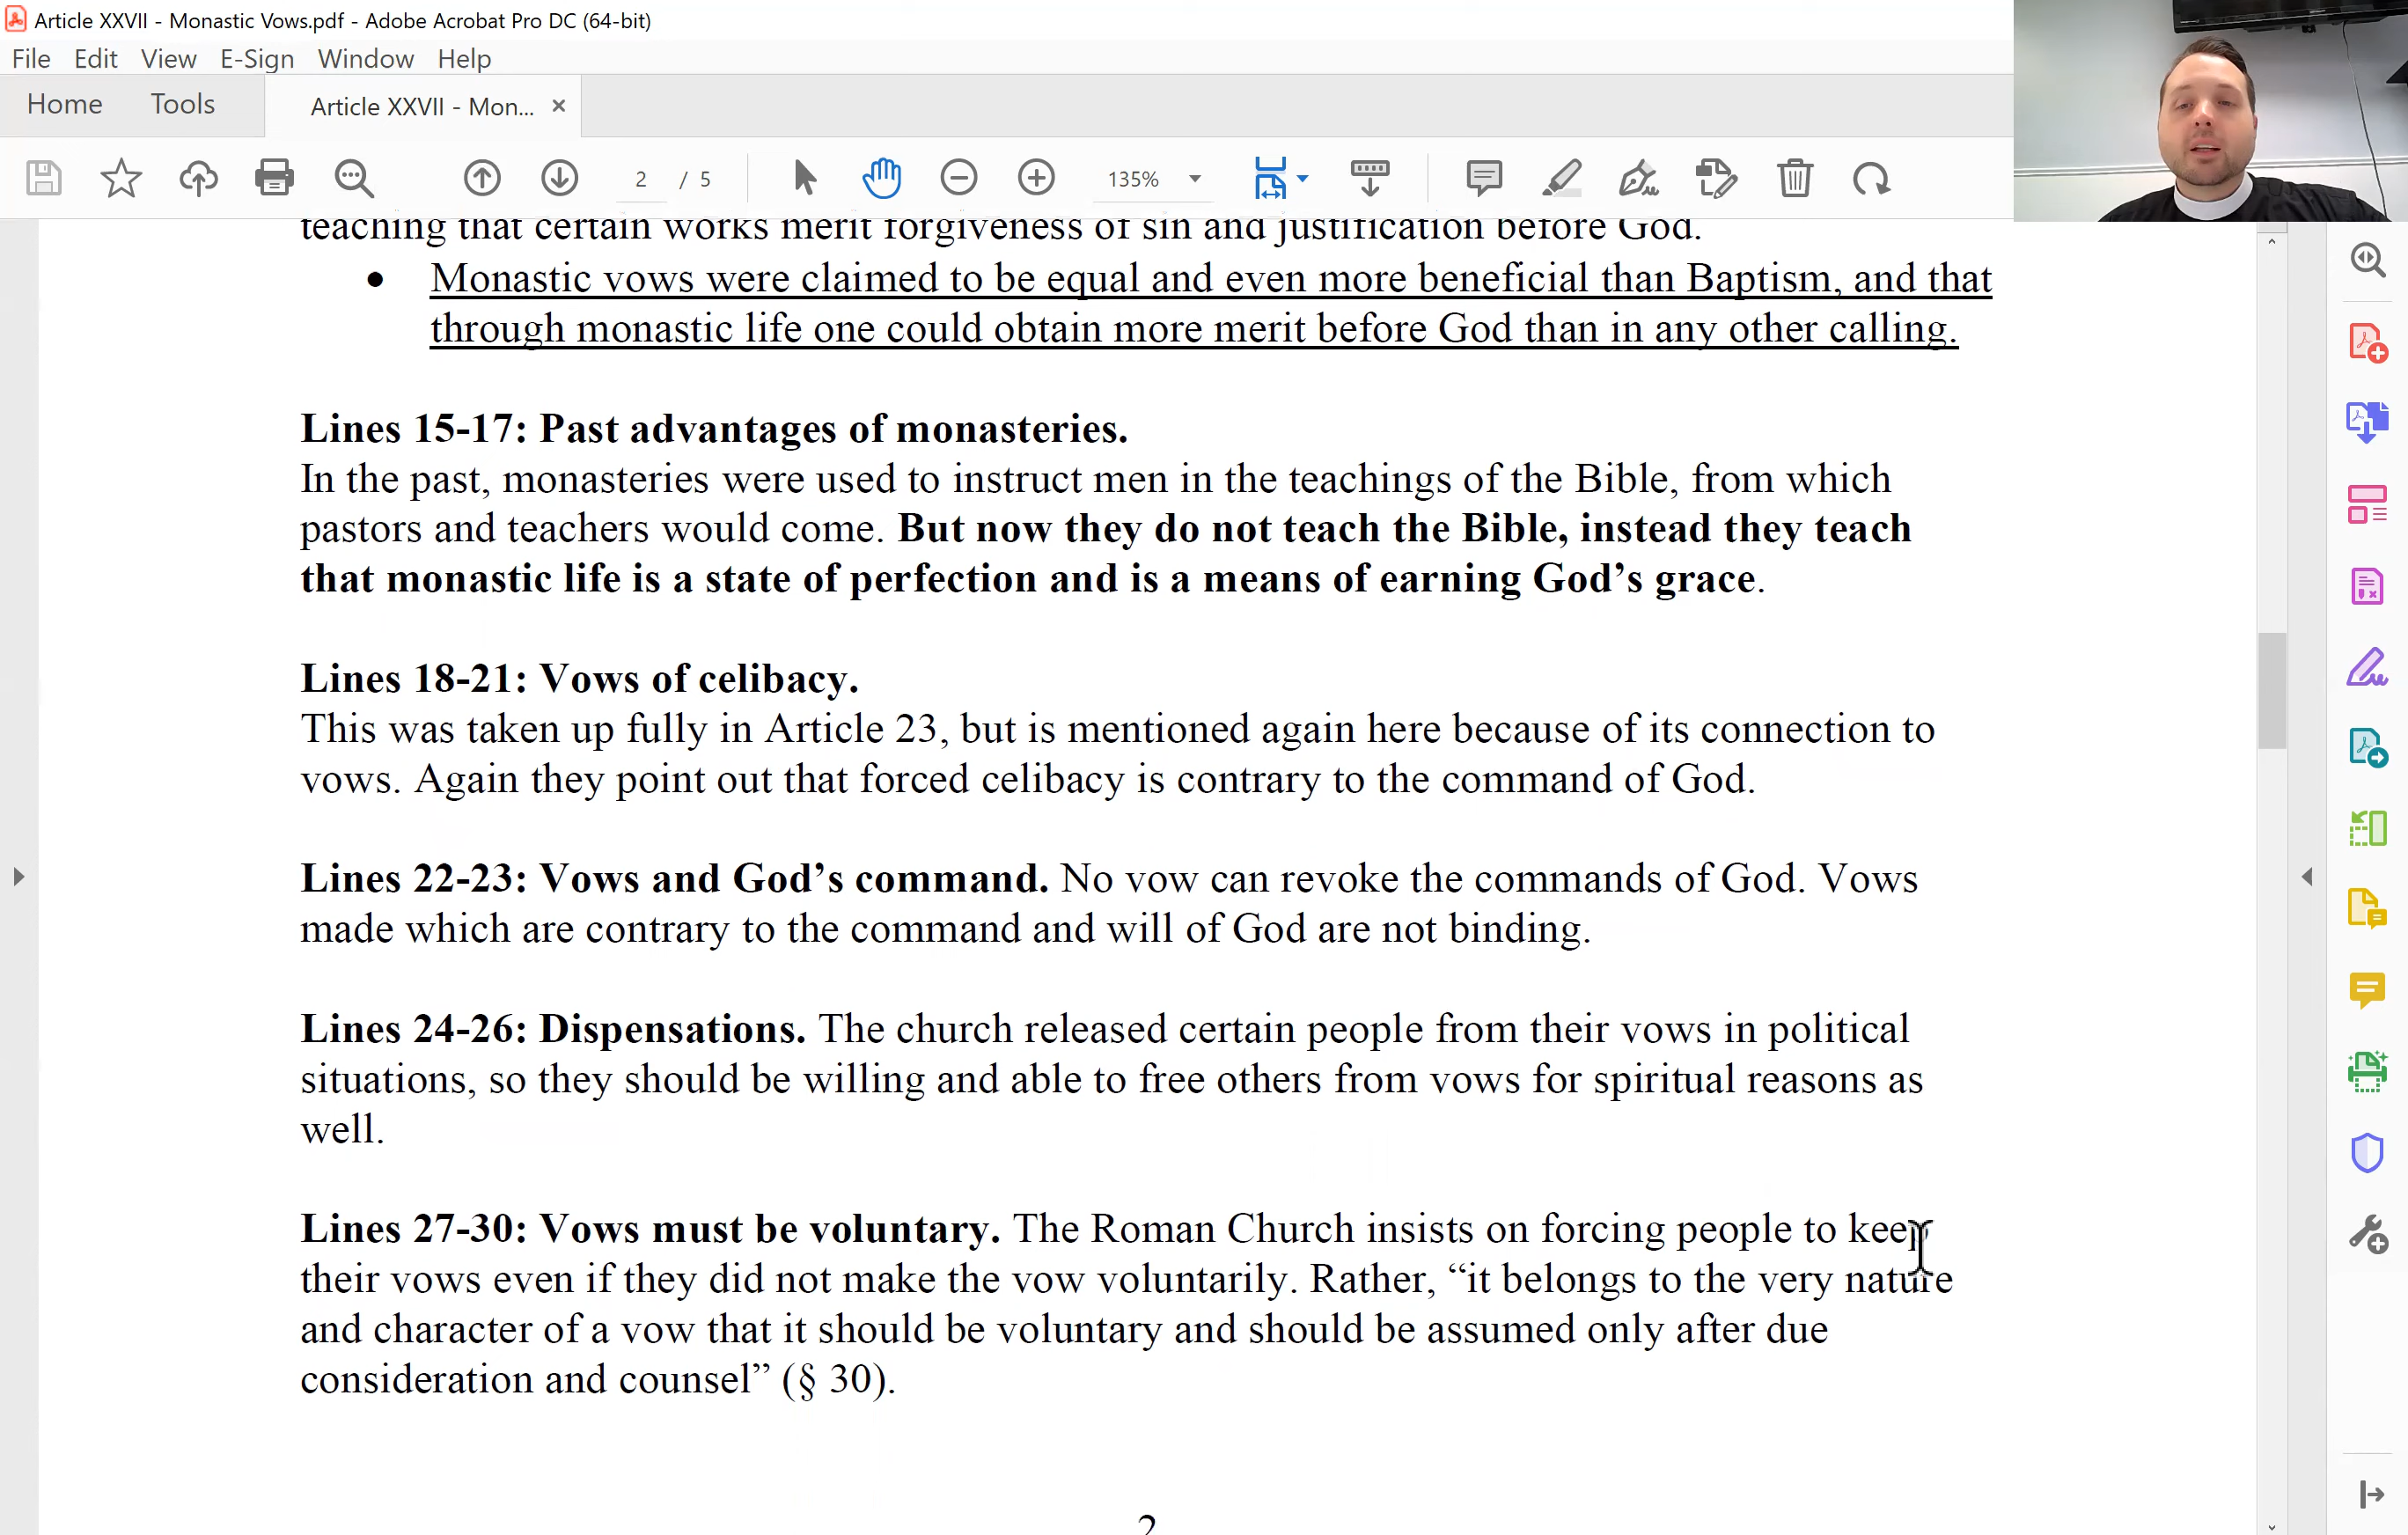 Article XXVII - Monastic Vows.pdf - Adobe Acrobat Pro DC (64-bit)
File Edit View E-Sign Window Help
Home Tools Article XXVII - Mon... ×
2 / 5 135%
teaching that certain works merit forgiveness of sin and justification before God.
• Monastic vows were claimed to be equal and even more beneficial than Baptism, and that
through monastic life one could obtain more merit before God than in any other calling.
Lines 15-17: Past advantages of monasteries.
In the past, monasteries were used to instruct men in the teachings of the Bible, from which
pastors and teachers would come. But now they do not teach the Bible, instead they teach
that monastic life is a state of perfection and is a means of earning God’s grace.
Lines 18-21: Vows of celibacy.
This was taken up fully in Article 23, but is mentioned again here because of its connection to
vows. Again they point out that forced celibacy is contrary to the command of God.
Lines 22-23: Vows and God’s command. No vow can revoke the commands of God. Vows
made which are contrary to the command and will of God are not binding.
Lines 24-26: Dispensations. The church released certain people from their vows in political
situations, so they should be willing and able to free others from vows for spiritual reasons as
well.
Lines 27-30: Vows must be voluntary. The Roman Church insists on forcing people to keep
their vows even if they did not make the vow voluntarily. Rather, “it belongs to the very nature
and character of a vow that it should be voluntary and should be assumed only after due
consideration and counsel” (§ 30).
2